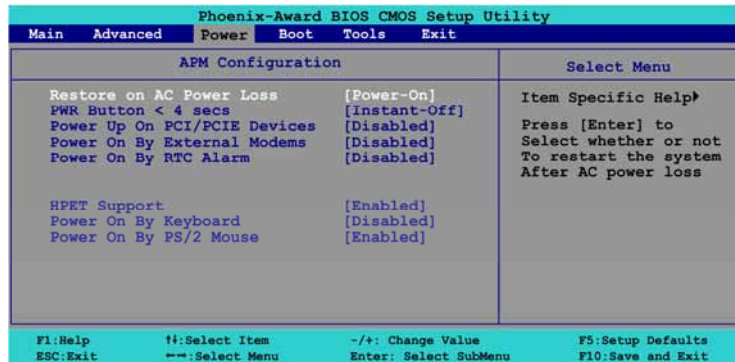 Phoenix-Award BIOS CMOS Setup Utility
Main Advanced Power Boot Tools Exit
APM Configuration
Select Menu
Restore on AC Power Loss [Power-On]
PWR Button < 4 secs [Instant-Off]
Power Up On PCI/PCIE Devices [Disabled]
Power On By External Modems [Disabled]
Power On By RTC Alarm [Disabled]
HPET Support [Enabled]
Power On By Keyboard [Disabled]
Power On By PS/2 Mouse [Enabled]
Item Specific Help
Press [Enter] to
Select whether or not
To restart the system
After AC power loss
F1:Help ↑↓:Select Item -/+: Change Value F5:Setup Defaults
ESC:Exit ←→:Select Menu Enter: Select SubMenu F10:Save and Exit